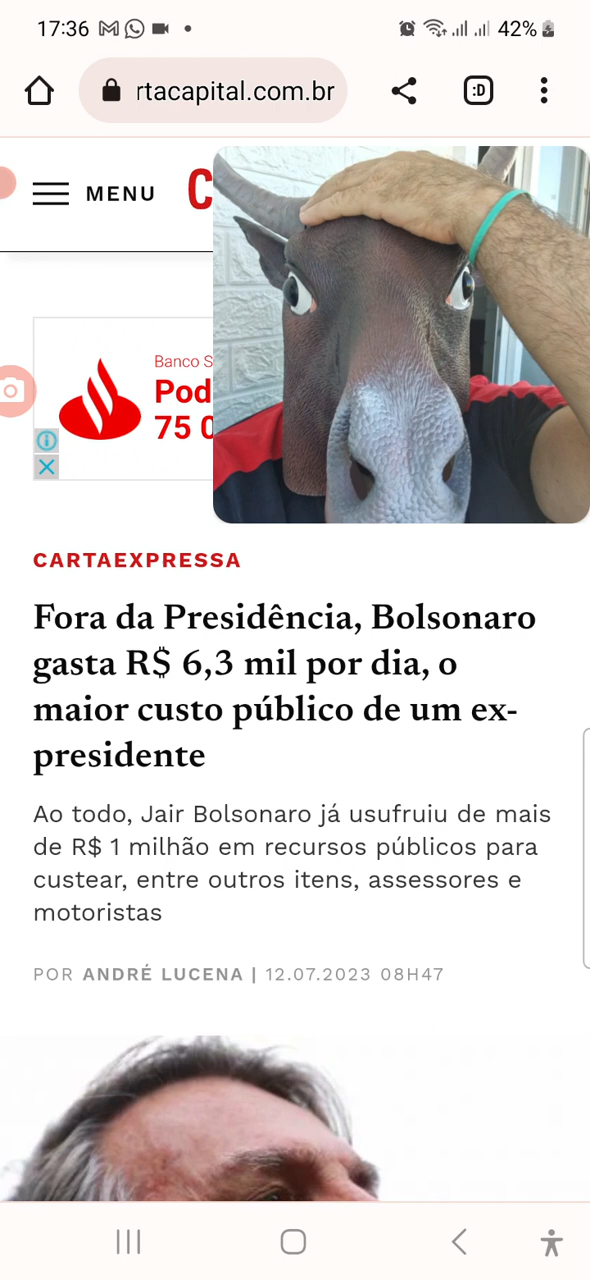 17:36
42%
rtacapital.com.br
:D
MENU
C
Banco S
Pod
75 0
CARTAEXPRESSA
Fora da Presidência, Bolsonaro
gasta R$ 6,3 mil por dia, o
maior custo público de um ex-
presidente
Ao todo, Jair Bolsonaro já usufruiu de mais
de R$ 1 milhão em recursos públicos para
custear, entre outros itens, assessores e
motoristas
POR ANDRÉ LUCENA | 12.07.2023 08H47